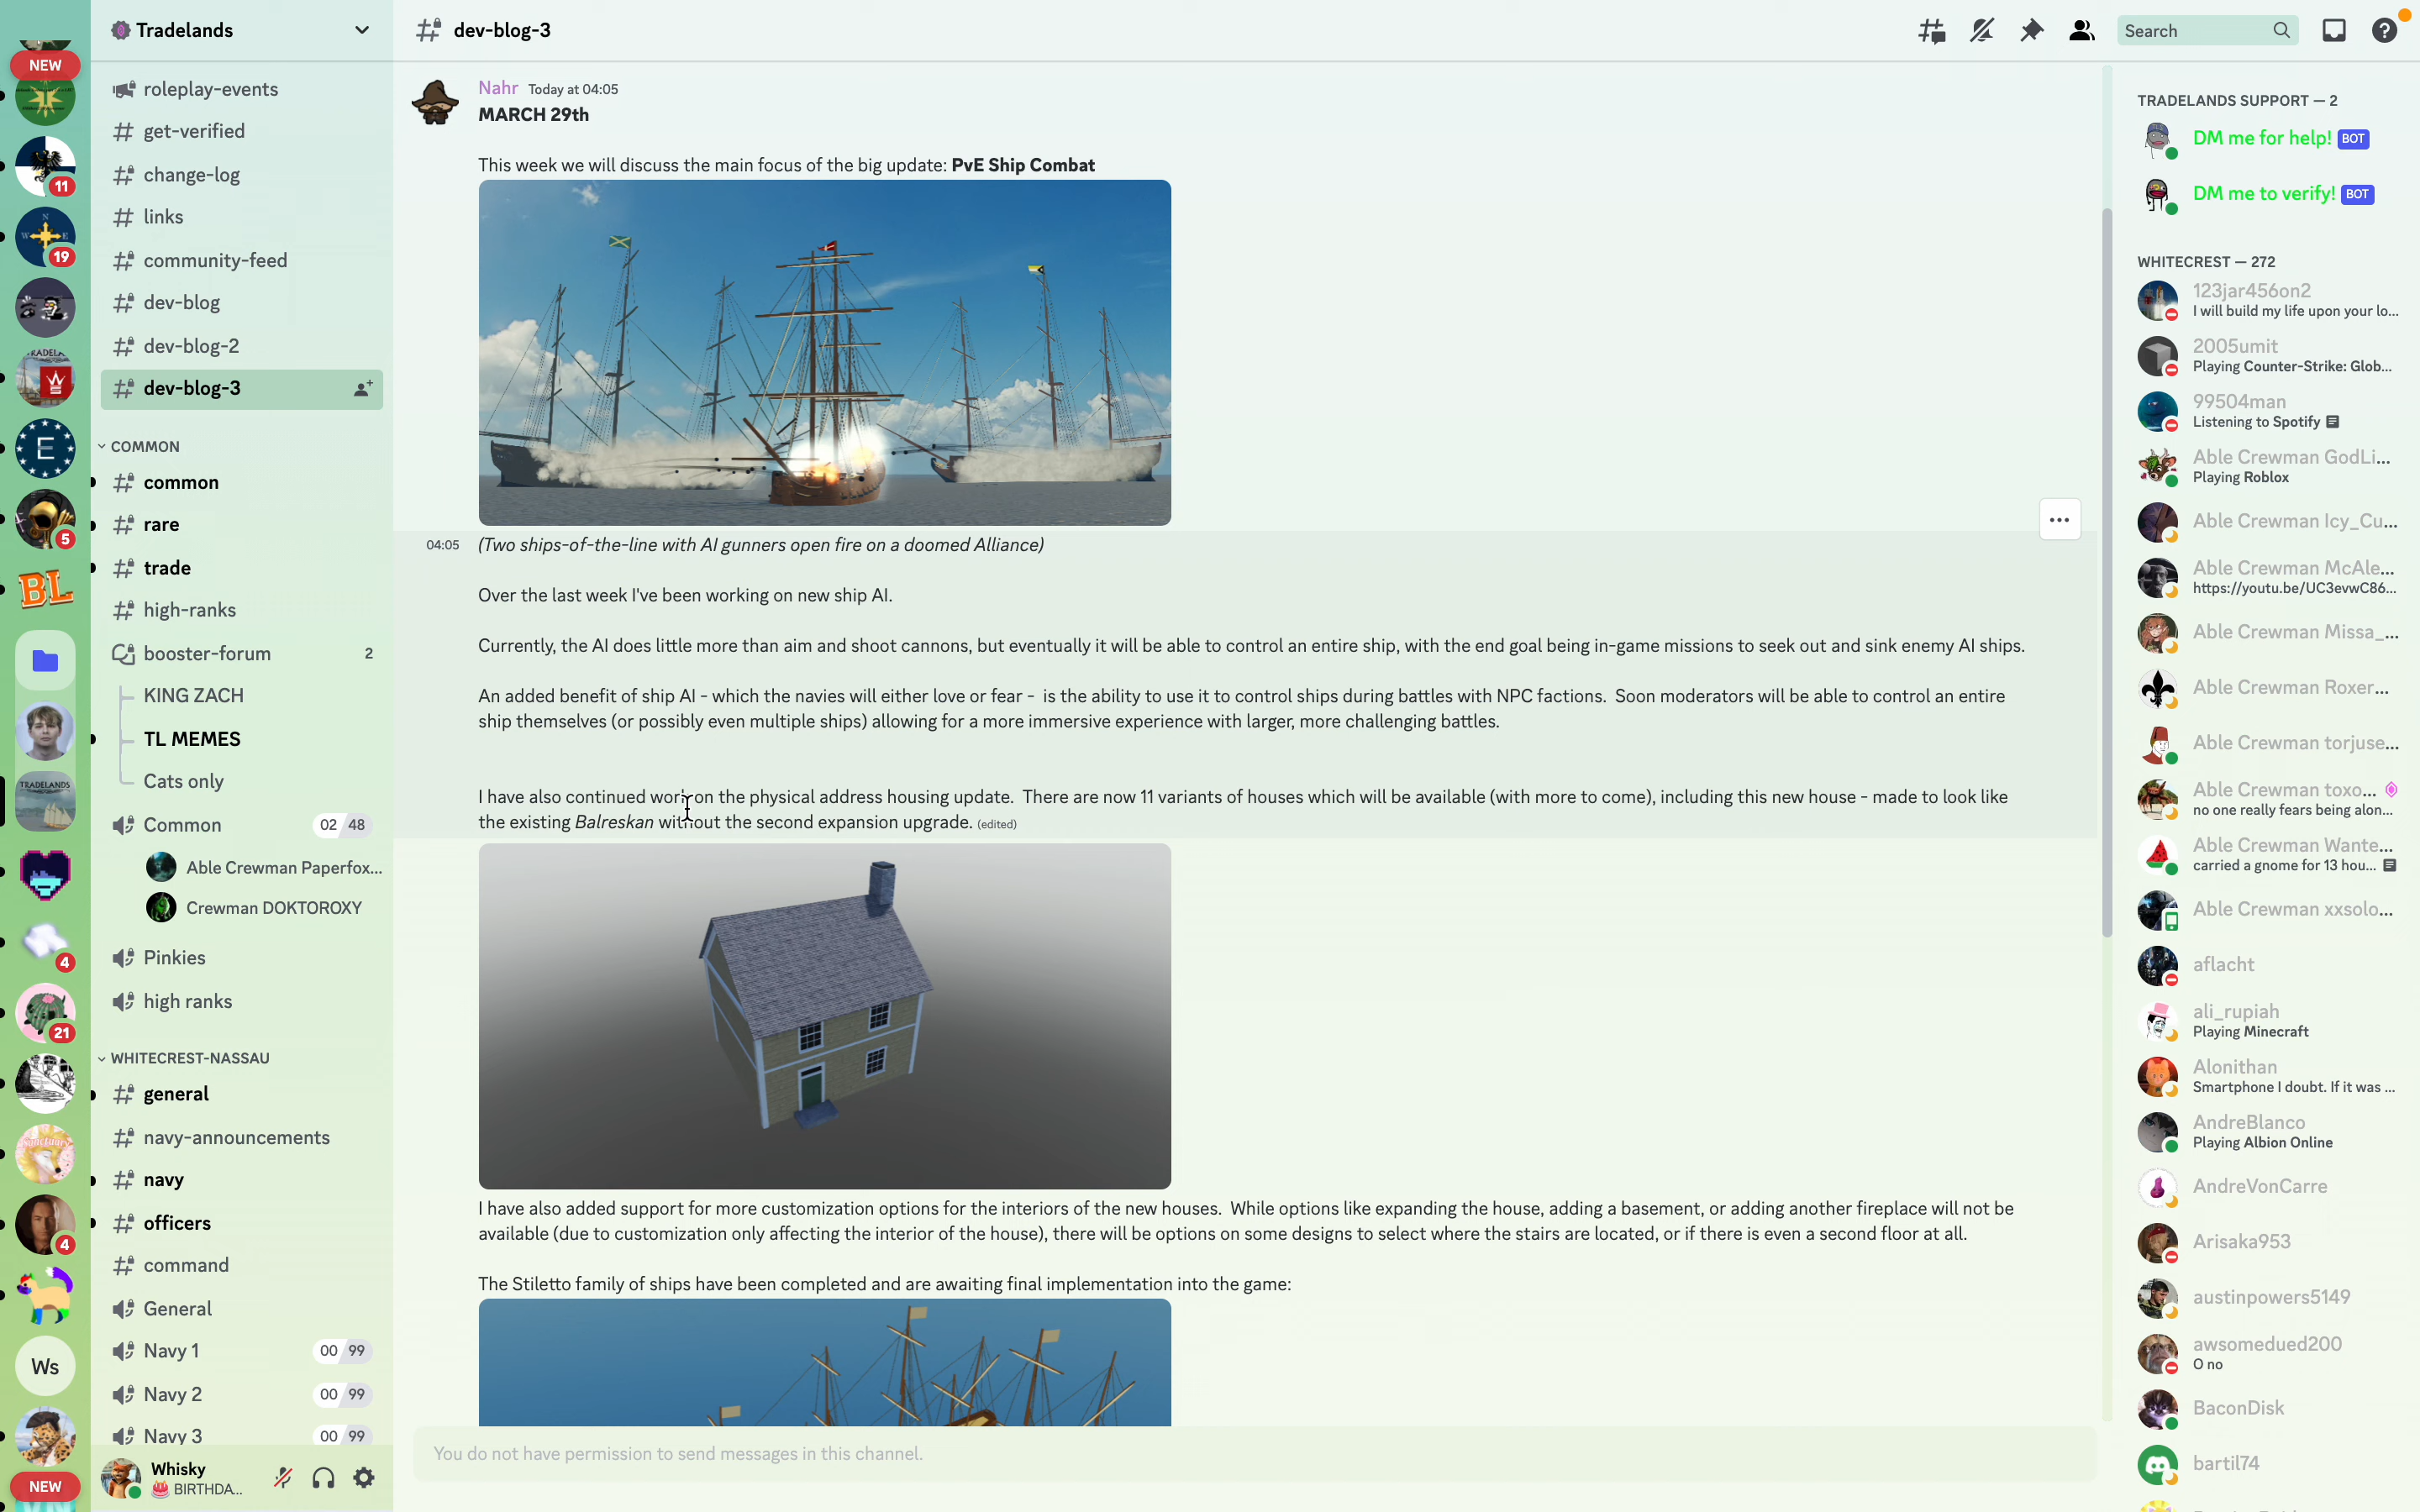 NEW
11
19
5
4
21
4
Ws
NEW
Tradelands
roleplay-events
get-verified
change-log
links
community-feed
dev-blog
dev-blog-2
dev-blog-3
COMMON
common
rare
trade
high-ranks
booster-forum 2
KING ZACH
TL MEMES
Cats only
Common 02 48
Able Crewman Paperfox...
Crewman DOKTOROXY
Pinkies
high ranks
WHITECREST-NASSAU
general
navy-announcements
navy
officers
command
General
Navy 1 00 99
Navy 2 00 99
Navy 3 00 99
Whisky
BIRTHDA...
dev-blog-3
Search
Nahr Today at 04:05
MARCH 29th
This week we will discuss the main focus of the big update: PvE Ship Combat
04:05 (Two ships-of-the-line with AI gunners open fire on a doomed Alliance)
Over the last week I've been working on new ship AI.
Currently, the AI does little more than aim and shoot cannons, but eventually it will be able to control an entire ship, with the end goal being in-game missions to seek out and sink enemy AI ships.
An added benefit of ship AI - which the navies will either love or fear - is the ability to use it to control ships during battles with NPC factions. Soon moderators will be able to control an entire
ship themselves (or possibly even multiple ships) allowing for a more immersive experience with larger, more challenging battles.
I have also continued work on the physical address housing update. There are now 11 variants of houses which will be available (with more to come), including this new house - made to look like
the existing Balreskan without the second expansion upgrade. (edited)
I have also added support for more customization options for the interiors of the new houses. While options like expanding the house, adding a basement, or adding another fireplace will not be
available (due to customization only affecting the interior of the house), there will be options on some designs to select where the stairs are located, or if there is even a second floor at all.
The Stiletto family of ships have been completed and are awaiting final implementation into the game:
You do not have permission to send messages in this channel.
TRADELANDS SUPPORT — 2
DM me for help! BOT
DM me to verify! BOT
WHITECREST — 272
123jar456on2
I will build my life upon your lo...
2005umit
Playing Counter-Strike: Glob...
99504man
Listening to Spotify
Able Crewman GodLi...
Playing Roblox
Able Crewman Icy_Cu...
Able Crewman McAle...
https://youtu.be/UC3evwC86...
Able Crewman Missa_...
Able Crewman Roxer...
Able Crewman torjuse...
Able Crewman toxo...
no one really fears being alon...
Able Crewman Wante...
carried a gnome for 13 hou...
Able Crewman xxsolo...
aflacht
ali_rupiah
Playing Minecraft
Alonithan
Smartphone I doubt. If it was ...
AndreBlanco
Playing Albion Online
AndreVonCarre
Arisaka953
austinpowers5149
awsomedued200
O no
BaconDisk
bartil74